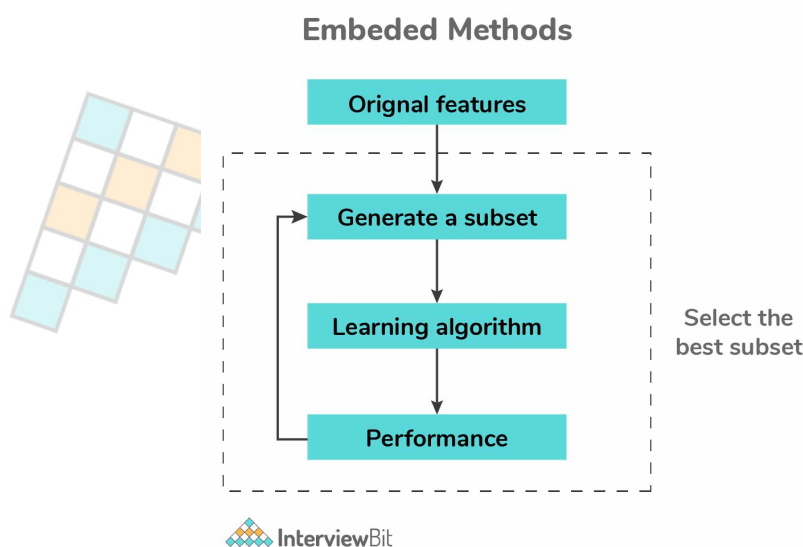 Embeded Methods
Orignal features
Generate a subset
Learning algorithm
Performance
Select the
best subset
InterviewBit